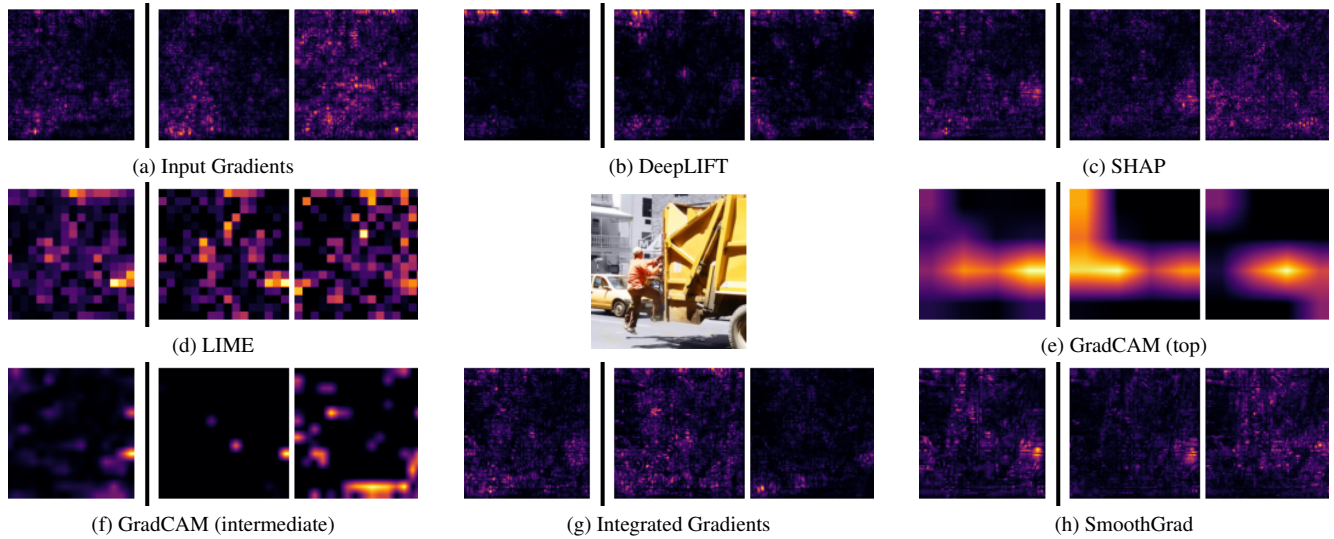 (a) Input Gradients
(b) DeepLIFT
(c) SHAP
(d) LIME
(e) GradCAM (top)
(f) GradCAM (intermediate)
(g) Integrated Gradients
(h) SmoothGrad